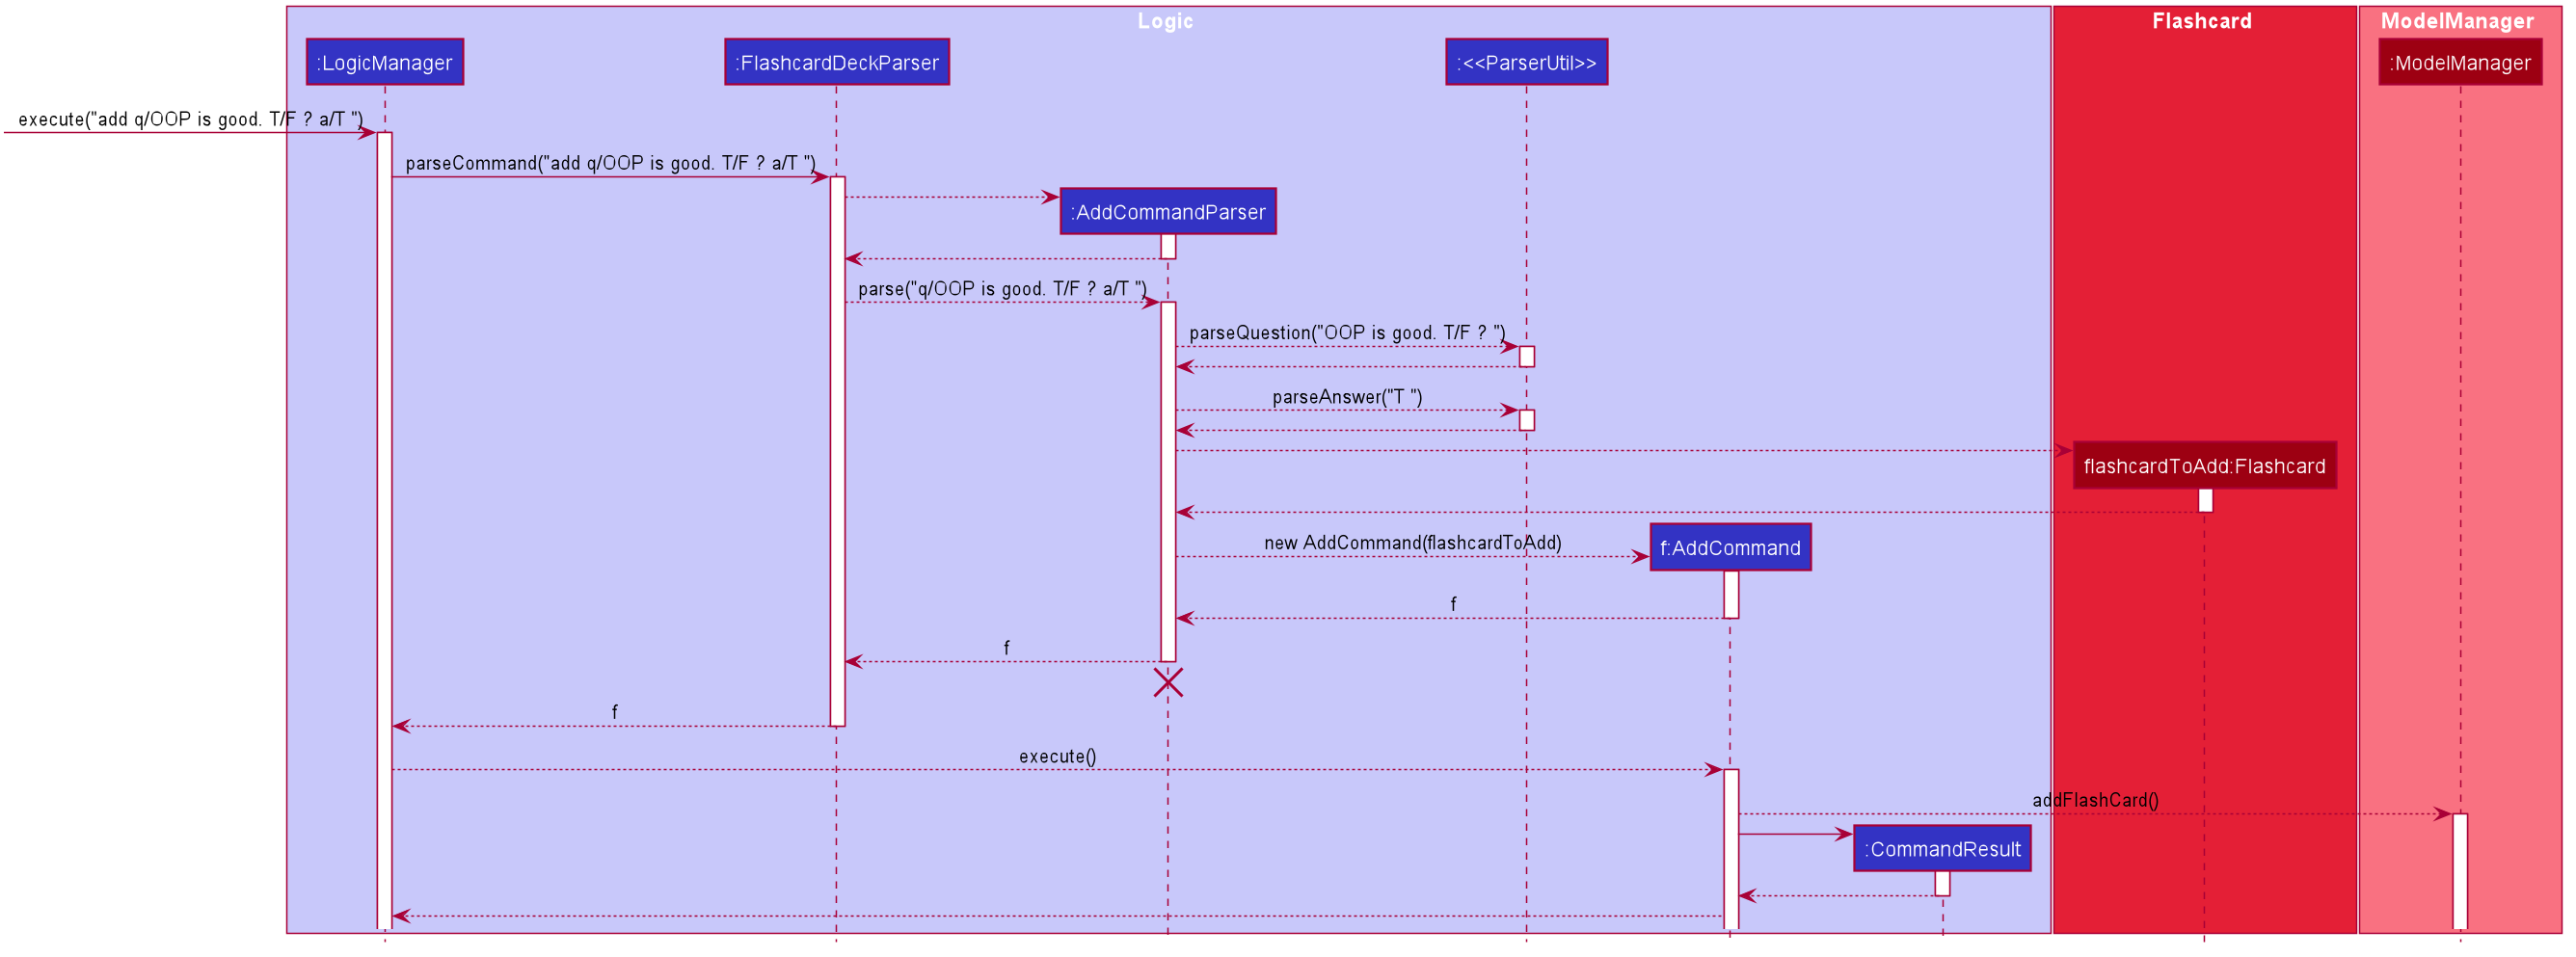 Logic
Flashcard
ModelManager
:LogicManager
:FlashcardDeckParser
:<<ParserUtil>>
:ModelManager
execute("add q/OOP is good. T/F ? a/T ")
parseCommand("add q/OOP is good. T/F ? a/T ")
:AddCommandParser
parse("q/OOP is good. T/F ? a/T ")
parseQuestion("OOP is good. T/F ? ")
parseAnswer("T ")
flashcardToAdd:Flashcard
new AddCommand(flashcardToAdd)
f:AddCommand
f
f
f
execute()
addFlashCard()
:CommandResult